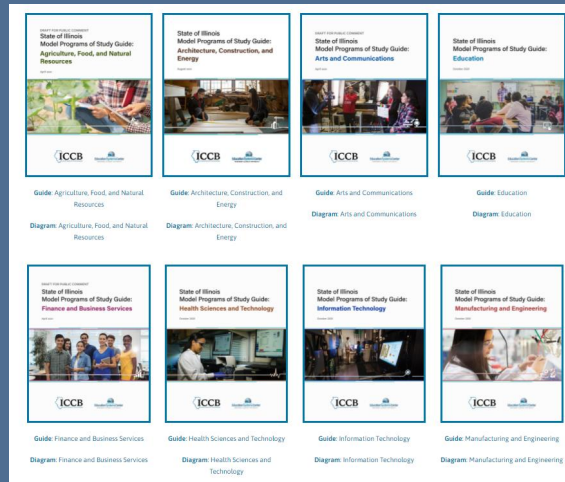 DRAFT FOR PUBLIC COMMENT
State of Illinois
Model Programs of Study Guide:
Agriculture, Food, and Natural
Resources
ICCB
State of Illinois
Model Programs of Study Guide:
Architecture, Construction, and
Energy
ICCB
DRAFT FOR PUBLIC COMMENT
State of Illinois
Model Programs of Study Guide:
Arts and Communications
ICCB
State of Illinois
Model Programs of Study Guide:
Education
ICCB
Guide: Agriculture, Food, and Natural
Resources
Diagram: Agriculture, Food, and Natural
Resources
Guide: Architecture, Construction, and
Energy
Diagram: Architecture, Construction, and
Energy
Guide: Arts and Communications
Diagram: Arts and Communications
Guide: Education
Diagram: Education
DRAFT FOR PUBLIC COMMENT
State of Illinois
Model Programs of Study Guide:
Finance and Business Services
ICCB
State of Illinois
Model Programs of Study Guide:
Health Sciences and Technology
ICCB
State of Illinois
Model Programs of Study Guide:
Information Technology
ICCB
State of Illinois
Model Programs of Study Guide:
Manufacturing and Engineering
ICCB
Guide: Finance and Business Services
Diagram: Finance and Business Services
Guide: Health Sciences and Technology
Diagram: Health Sciences and
Technology
Guide: Information Technology
Diagram: Information Technology
Guide: Manufacturing and Engineering
Diagram: Manufacturing and Engineering